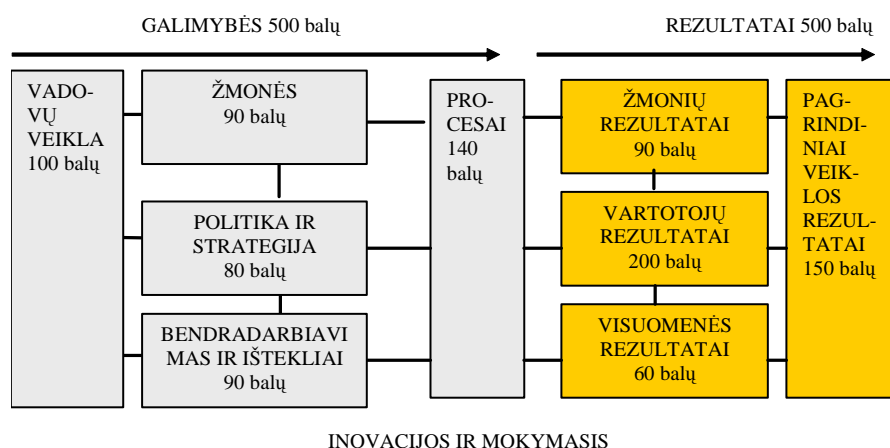 GALIMYBĖS 500 balų
REZULTATAI 500 balų
VADO-
VŲ
VEIKLA
100 balų
ŽMONĖS
90 balų
POLITIKA IR
STRATEGIJA
80 balų
BENDRADARBIAVI
MAS IR IŠTEKLIAI
90 balų
PRO-
CESAI
140
balų
ŽMONIŲ
REZULTATAI
90 balų
VARTOTOJŲ
REZULTATAI
200 balų
VISUOMENĖS
REZULTATAI
60 balų
PAG-
RINDI-
NIAI
VEIK-
LOS
REZUL-
TATAI
150 balų
INOVACIJOS IR MOKYMASIS